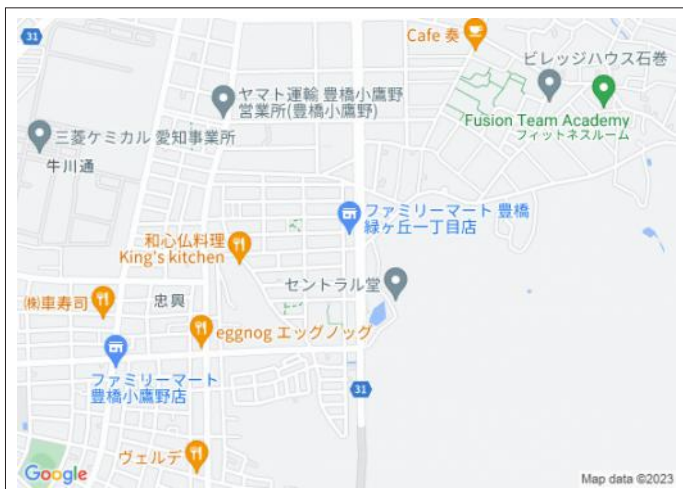 31
Cafe 奏
ビレッジハウス石巻
ヤマト運輸 豊橋小鷹野
営業所(豊橋小鷹野)
Fusion Team Academy
フィットネスルーム
三菱ケミカル 愛知事業所
牛川通
ファミリーマート 豊橋
緑ヶ丘一丁目店
和心仏料理
King's kitchen
セントラル堂
㈱車寿司
忠興
eggnog エッグノッグ
ファミリーマート
豊橋小鷹野店
31
ヴェルデ
Google
Map data ©2023